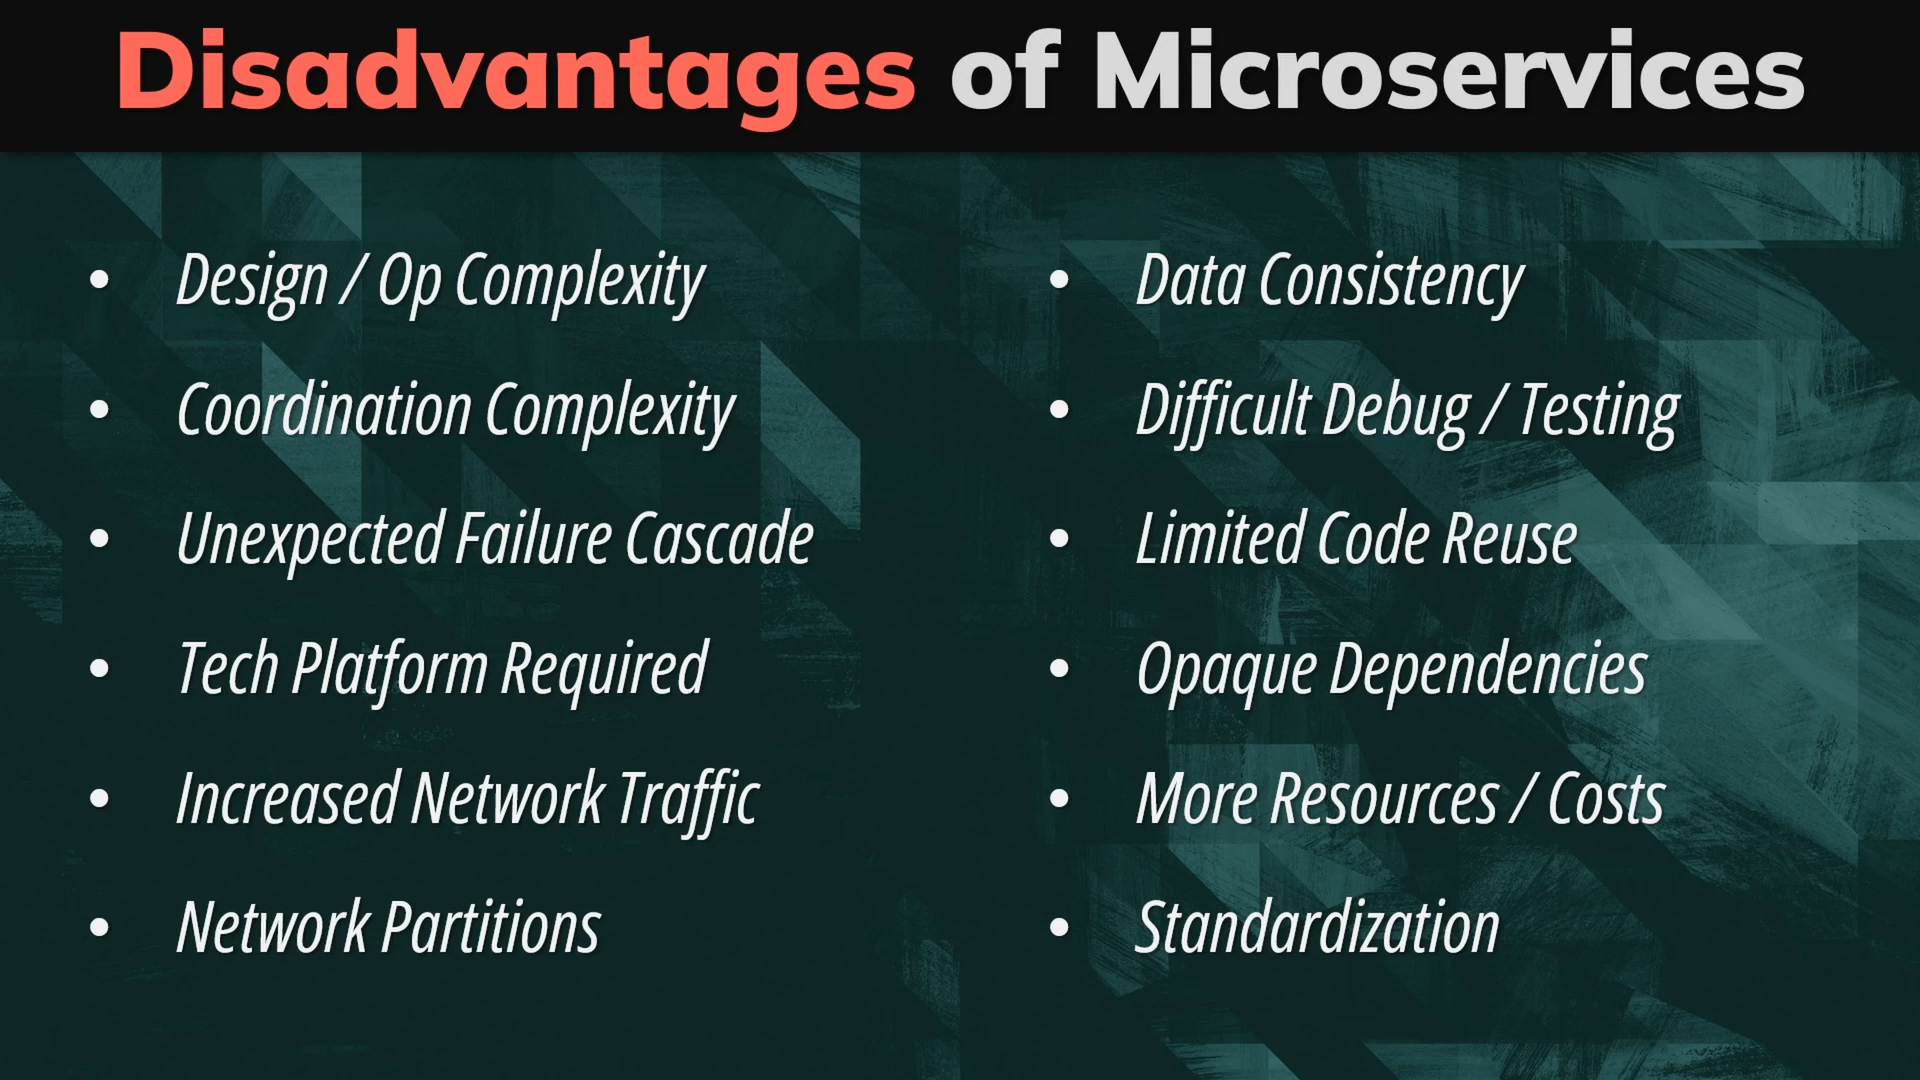 Disadvantages of Microservices
• Design / Op Complexity
• Coordination Complexity
• Unexpected Failure Cascade
• Tech Platform Required
• Increased Network Traffic
• Network Partitions
• Data Consistency
• Difficult Debug / Testing
• Limited Code Reuse
• Opaque Dependencies
• More Resources / Costs
• Standardization